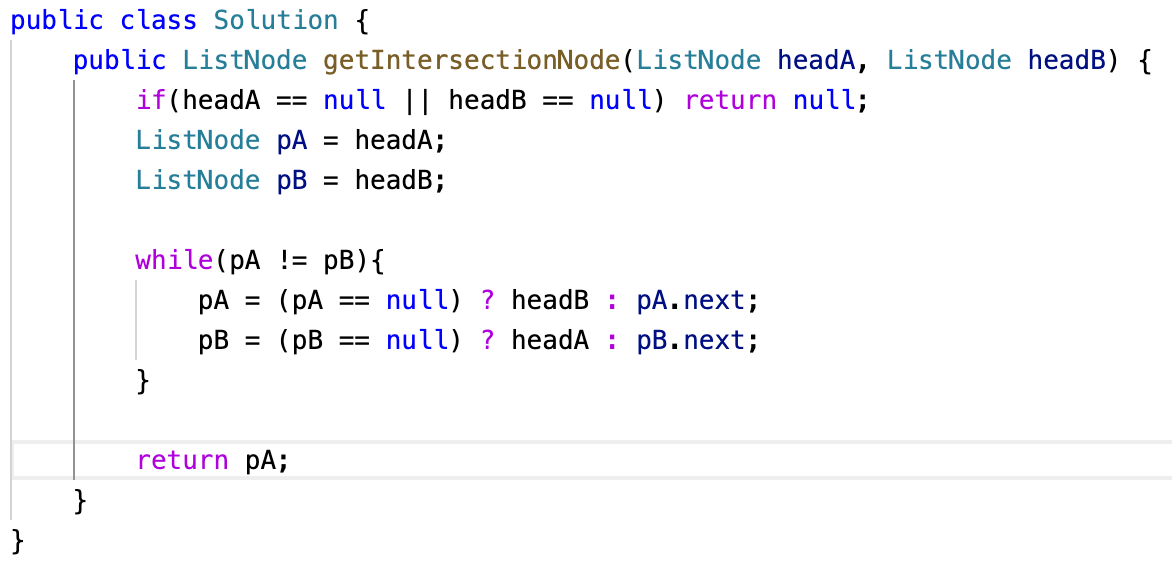 public class Solution {
    public ListNode getIntersectionNode(ListNode headA, ListNode headB) {
        if(headA == null || headB == null) return null;
        ListNode pA = headA;
        ListNode pB = headB;

        while(pA != pB){
            pA = (pA == null) ? headB : pA.next;
            pB = (pB == null) ? headA : pB.next;
        }

        return pA;
    }
}